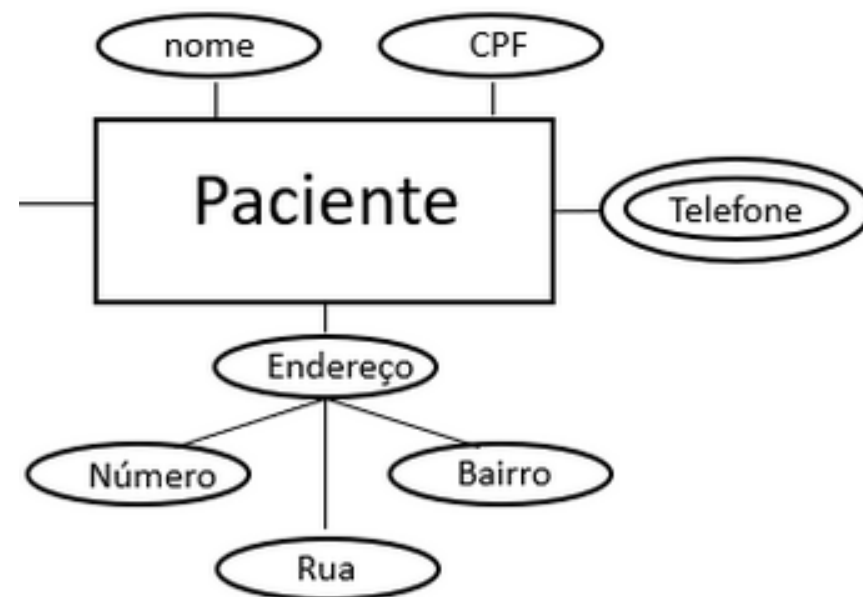 nome
CPF
Paciente
Telefone
Endereço
Número
Bairro
Rua